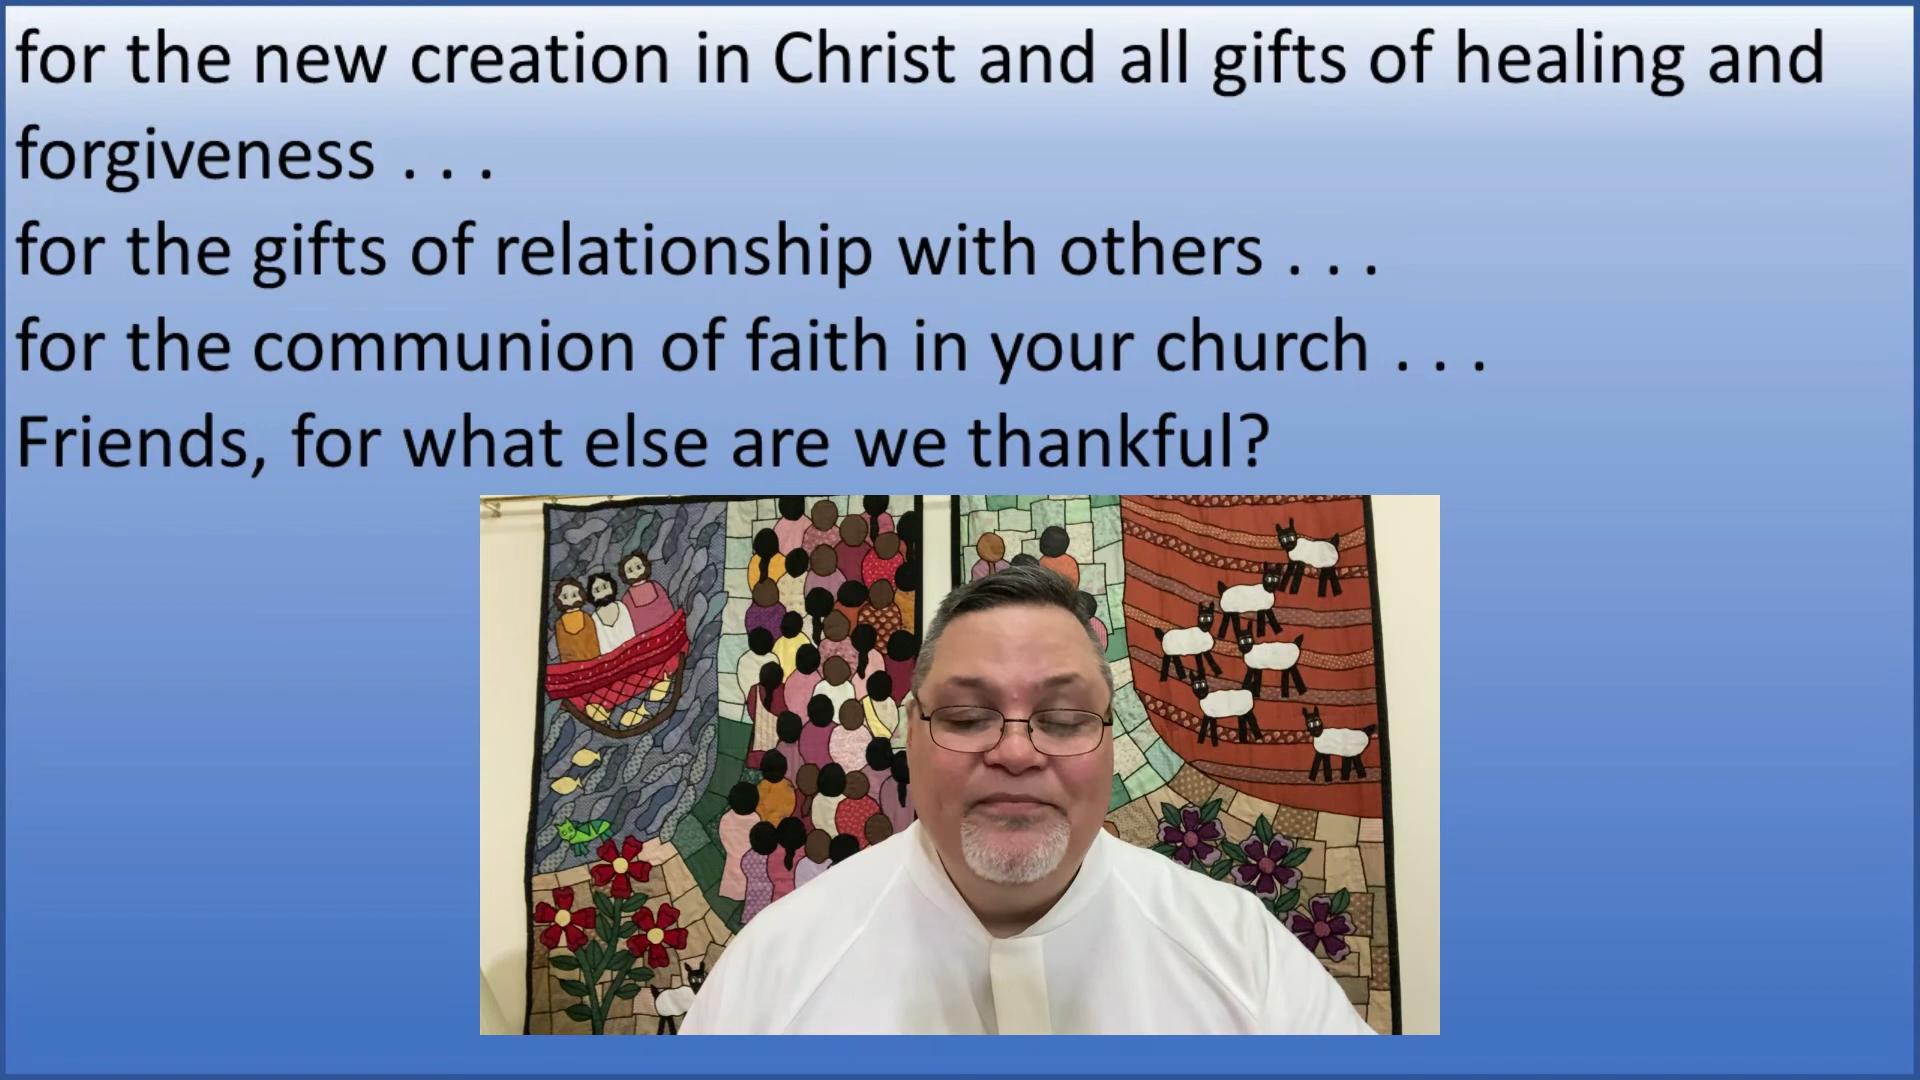 for the new creation in Christ and all gifts of healing and
forgiveness . . .
for the gifts of relationship with others . . .
for the communion of faith in your church . . .
Friends, for what else are we thankful?